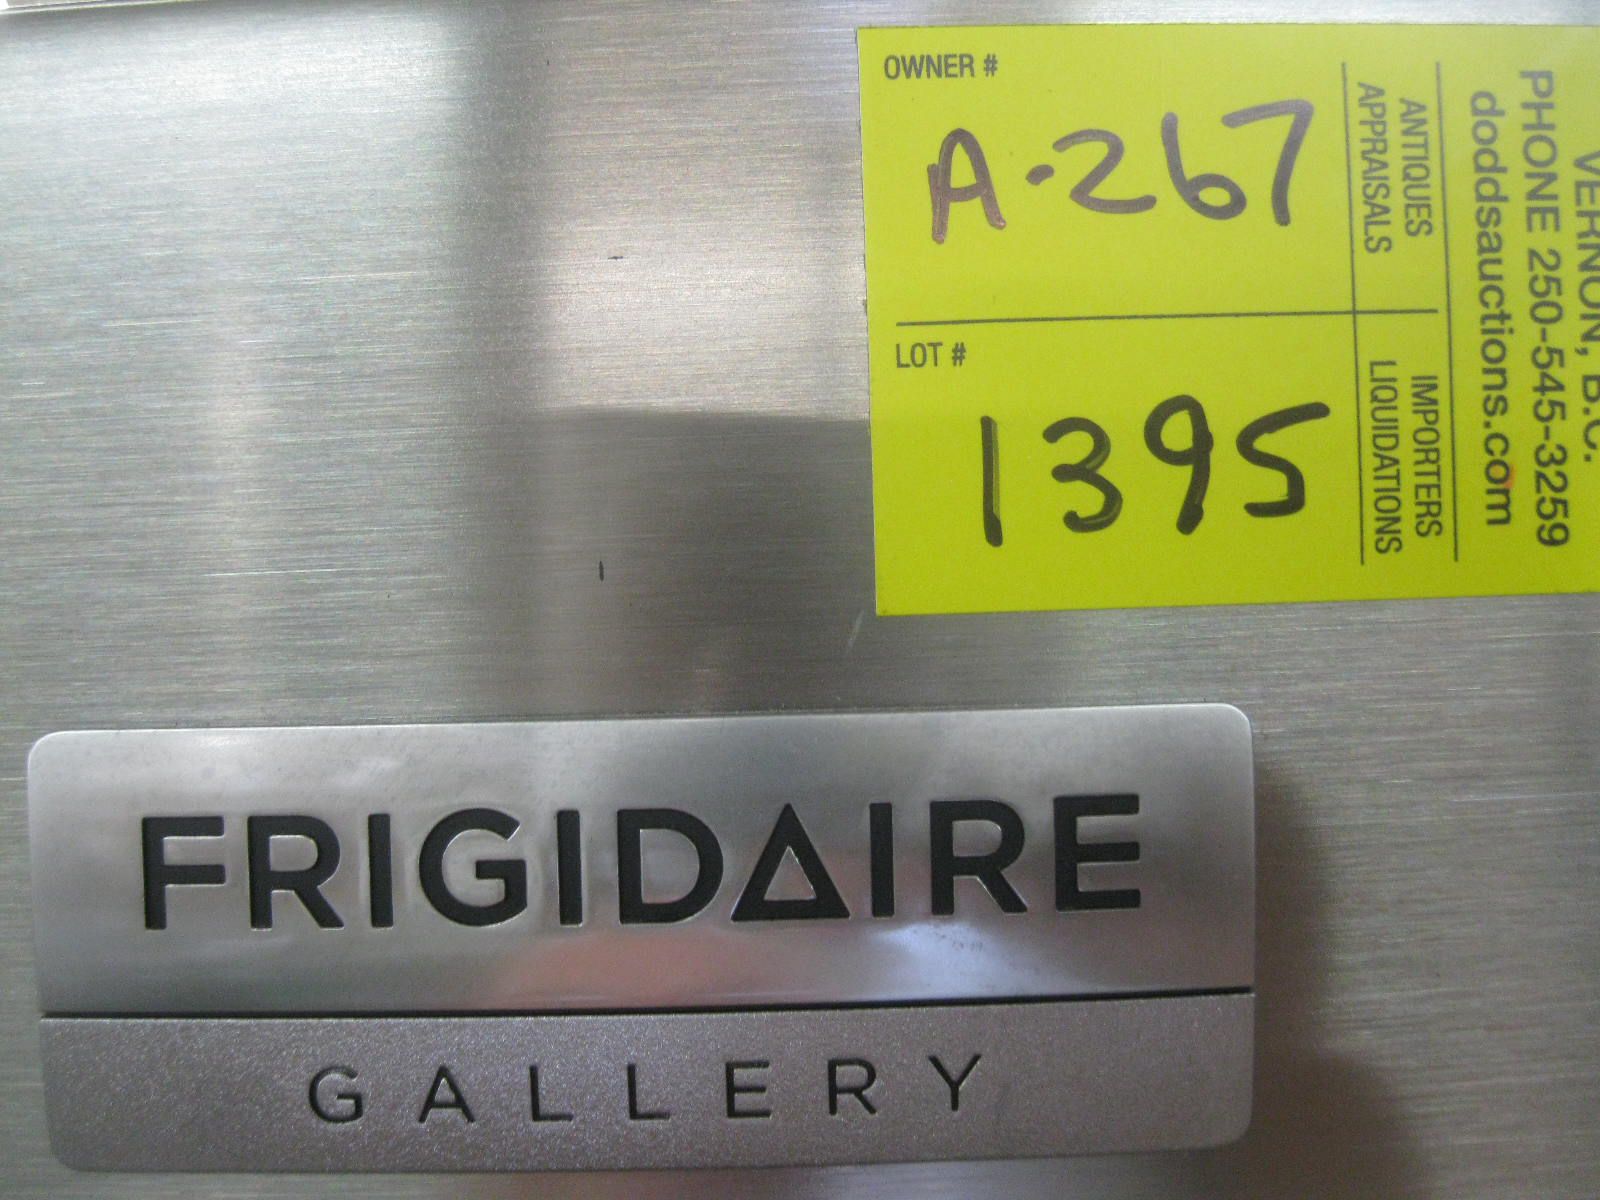 OWNER #
A-267
LOT #
1395
ANTIQUES
APPRAISALS
IMPORTERS
LIQUIDATIONS
VERNON, B.C.
PHONE 250-545-3259
doddsauctions.com
FRIGIDAIRE
GALLERY